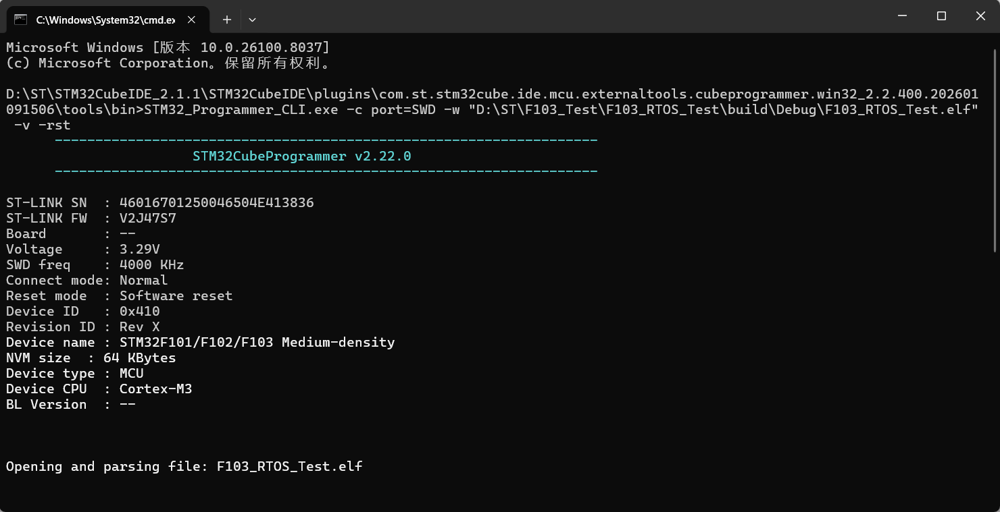 C:\Windows\System32\cmd.ex
Microsoft Windows [版本 10.0.26100.8037]
(c) Microsoft Corporation。保留所有权利。
D:\ST\STM32CubeIDE_2.1.1\STM32CubeIDE\plugins\com.st.stm32cube.ide.mcu.externaltools.cubeprogrammer.win32_2.2.400.202601
091506\tools\bin>STM32_Programmer_CLI.exe -c port=SWD -w "D:\ST\F103_Test\F103_RTOS_Test\build\Debug\F103_RTOS_Test.elf"
 -v -rst
-------------------------------------------------------------------
STM32CubeProgrammer v2.22.0
-------------------------------------------------------------------
ST-LINK SN  : 46016701250046504E413836
ST-LINK FW  : V2J47S7
Board       : --
Voltage     : 3.29V
SWD freq    : 4000 KHz
Connect mode: Normal
Reset mode  : Software reset
Device ID   : 0x410
Revision ID : Rev X
Device name : STM32F101/F102/F103 Medium-density
NVM size  : 64 KBytes
Device type : MCU
Device CPU  : Cortex-M3
BL Version  : --
Opening and parsing file: F103_RTOS_Test.elf